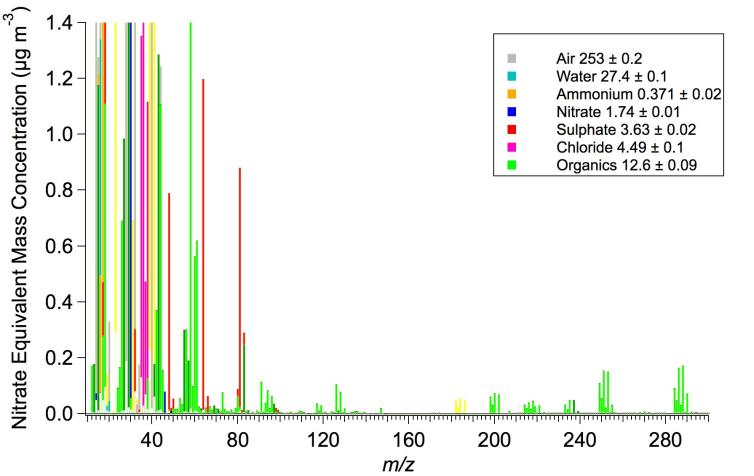 Nitrate Equivalent Mass Concentration (µg m-3)
1.4
1.2
1.0
0.8
0.6
0.4
0.2
0.0
Air 253 ± 0.2
Water 27.4 ± 0.1
Ammonium 0.371 ± 0.02
Nitrate 1.74 ± 0.01
Sulphate 3.63 ± 0.02
Chloride 4.49 ± 0.1
Organics 12.6 ± 0.09
40 80 120 160 200 240 280
m/z